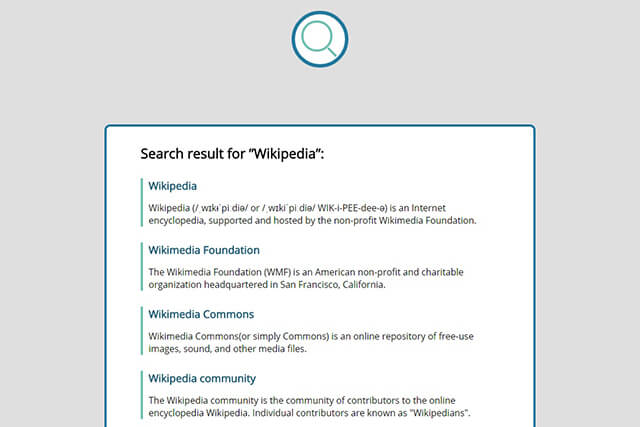 Search result for "Wikipedia":
Wikipedia
Wikipedia (/ˌwɪkɨˈpiːdiə/ or /ˌwɪkiˈpiːdiə/ WIK-i-PEE-dee-ə) is an Internet
encyclopedia, supported and hosted by the non-profit Wikimedia Foundation.
Wikimedia Foundation
The Wikimedia Foundation (WMF) is an American non-profit and charitable
organization headquartered in San Francisco, California.
Wikimedia Commons
Wikimedia Commons(or simply Commons) is an online repository of free-use
images, sound, and other media files.
Wikipedia community
The Wikipedia community is the community of contributors to the online
encyclopedia Wikipedia. Individual contributors are known as "Wikipedians".